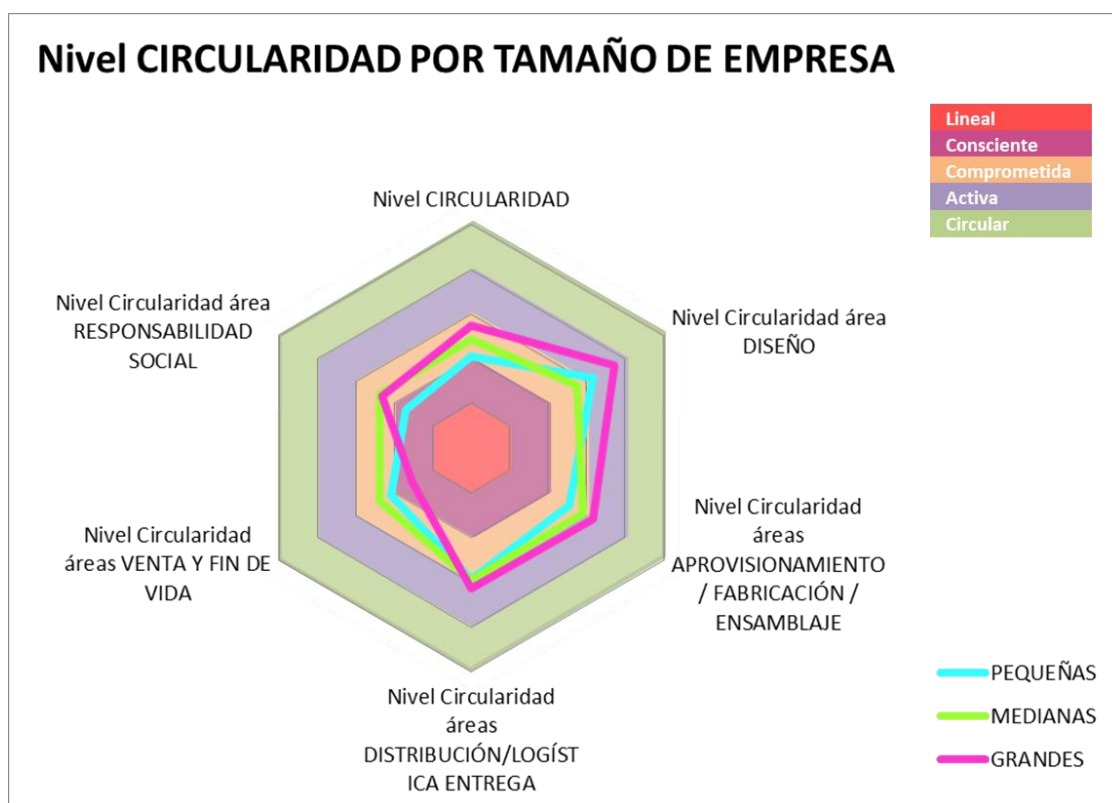 Nivel CIRCULARIDAD POR TAMAÑO DE EMPRESA
Lineal
Consciente
Comprometida
Activa
Circular
Nivel CIRCULARIDAD
Nivel Circularidad área
DISEÑO
Nivel Circularidad
áreas
APROVISIONAMIENTO
/ FABRICACIÓN /
ENSAMBLAJE
Nivel Circularidad
áreas
DISTRIBUCIÓN/LOGÍST
ICA ENTREGA
Nivel Circularidad
áreas VENTA Y FIN DE
VIDA
Nivel Circularidad área
RESPONSABILIDAD
SOCIAL
PEQUEÑAS
MEDIANAS
GRANDES